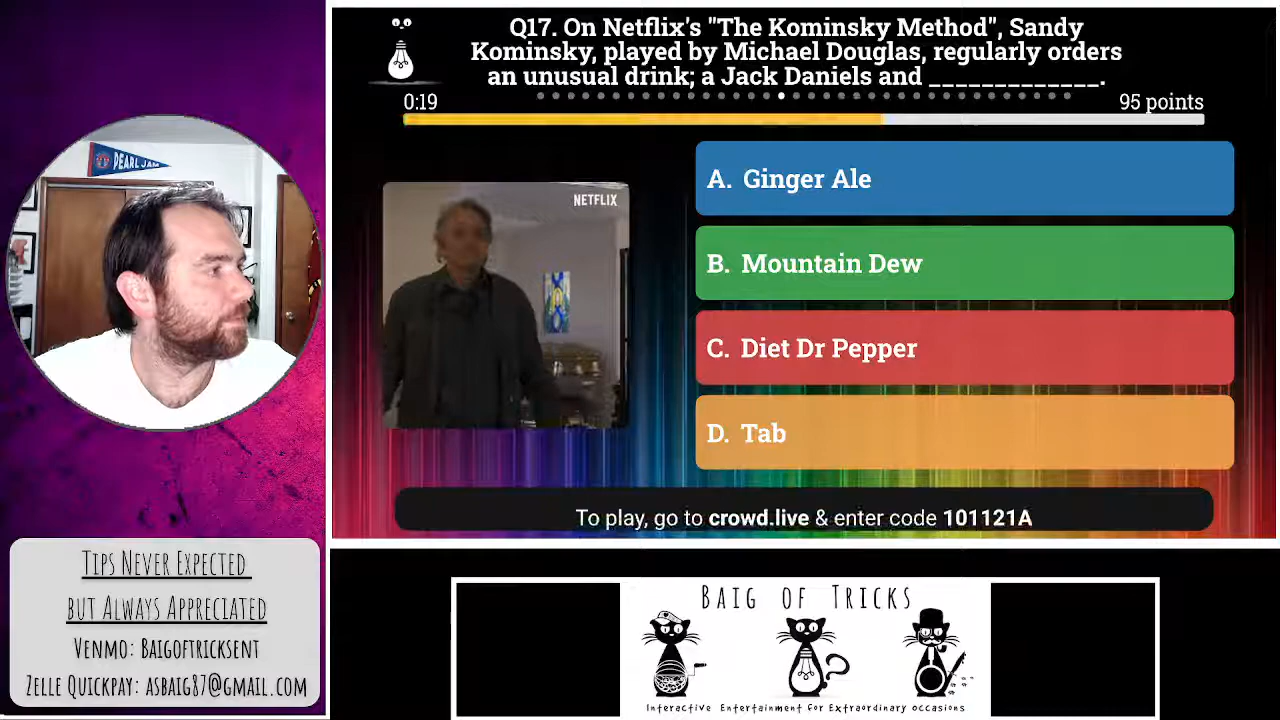 Q17. On Netflix's "The Kominsky Method", Sandy
Kominsky, played by Michael Douglas, regularly orders
an unusual drink; a Jack Daniels and _____________.
0:19
95 points
PEARL JAM
NETFLIX
A. Ginger Ale
B. Mountain Dew
C. Diet Dr Pepper
D. Tab
To play, go to crowd.live & enter code 101121A
Tips Never Expected
but Always Appreciated
Venmo: Baigoftricksent
Zelle Quickpay: asbaig87@gmail.com
Baig of Tricks
Interactive Entertainment for Extraordinary Occasions